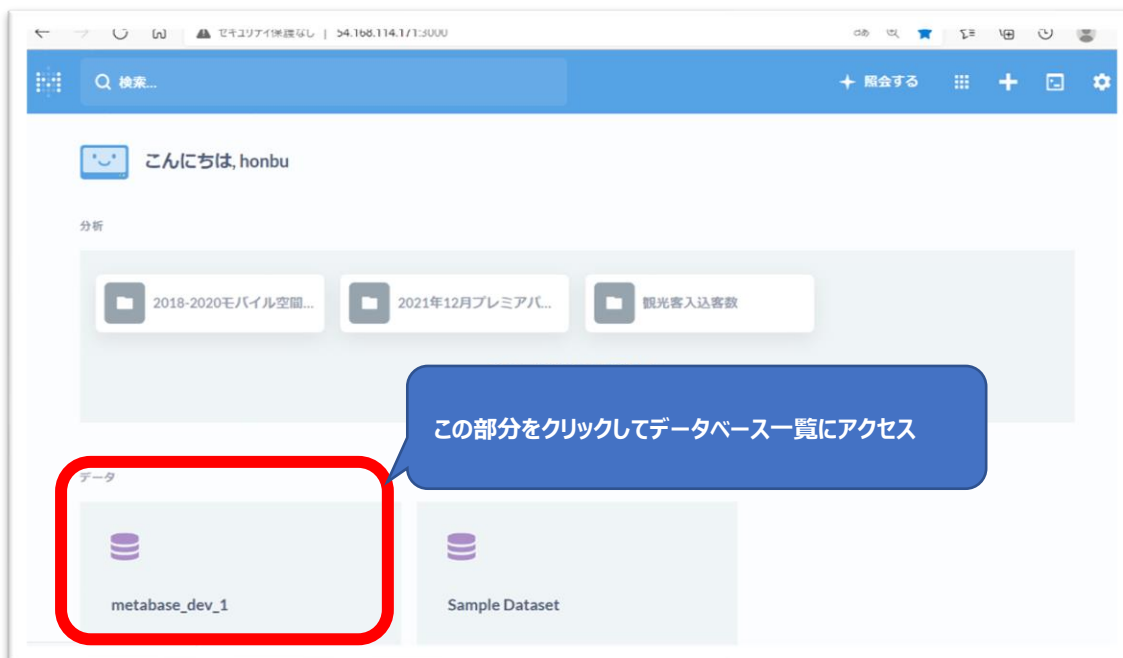 セキュリティ保護なし | 54.168.114.171:3000
検索...
照会する
こんにちは, honbu
分析
2018-2020モバイル空間...
2021年12月プレミアパ...
観光客入込客数
この部分をクリックしてデータベース一覧にアクセス
データ
metabase_dev_1
Sample Dataset